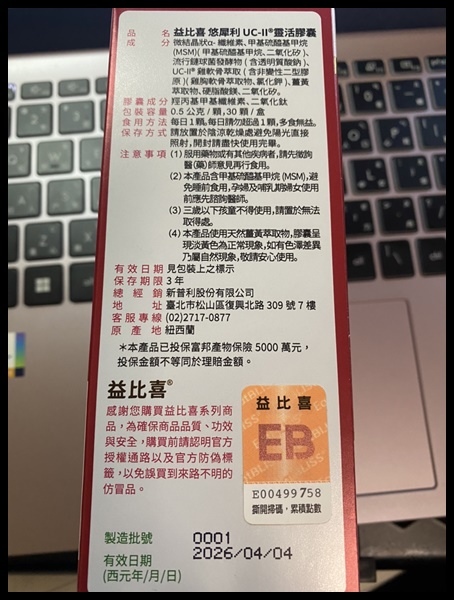 品名 益比喜 悠犀利 UC-II® 靈活膠囊
成分 微結晶狀α-纖維素、甲基硫醯基甲烷
(MSM)(甲基硫醯基甲烷、二氧化矽)、
流行鏈球菌發酵物(含透明質酸鈉)、
UC-II® 雞軟骨萃取(含非變性二型膠
原)(雞胸軟骨萃取物、氯化鉀)、薑黃
萃取物、硬脂酸鎂、二氧化矽。
膠囊成分 羥丙基甲基纖維素、二氧化鈦
包裝容量 0.5 公克/顆,30 顆/盒
食用方法 每日1顆,每日請勿超過1顆,多食無益。
保存方式 請放置於陰涼乾燥處避免陽光直接
照射,開封請盡快使用完畢。
注意事項 (1) 服用藥物或有其他疾病者,請先徵詢
醫(藥)師意見再行食用。
(2) 本產品含甲基硫醯基甲烷 (MSM),避
免睡前食用,孕婦及哺乳期婦女使用
前應先諮詢醫師。
(3) 三歲以下孩童不得使用,請置於無法
取得處。
(4) 本產品使用天然薑黃萃取物,膠囊呈
現淡黃色為正常現象,如有色澤差異
乃屬自然現象,敬請安心使用。
有效日期 見包裝上之標示
保存期限 3 年
總經銷 新普利股份有限公司
地址 臺北市松山區復興北路 309 號 7 樓
客服專線 (02)2717-0877
原產地 紐西蘭
*本產品已投保富邦產物保險 5000 萬元,
投保金額不等同於理賠金額。
益比喜®
感謝您購買益比喜系列商
品,為確保商品品質、功效
與安全,購買前請認明官方
授權通路以及官方防偽標
籤,以免誤買到來路不明的
仿冒品。
益比喜
EB
E00499758
撕開掃碼,累積點數
製造批號 0001
有效日期 2026/04/04
(西元年/月/日)